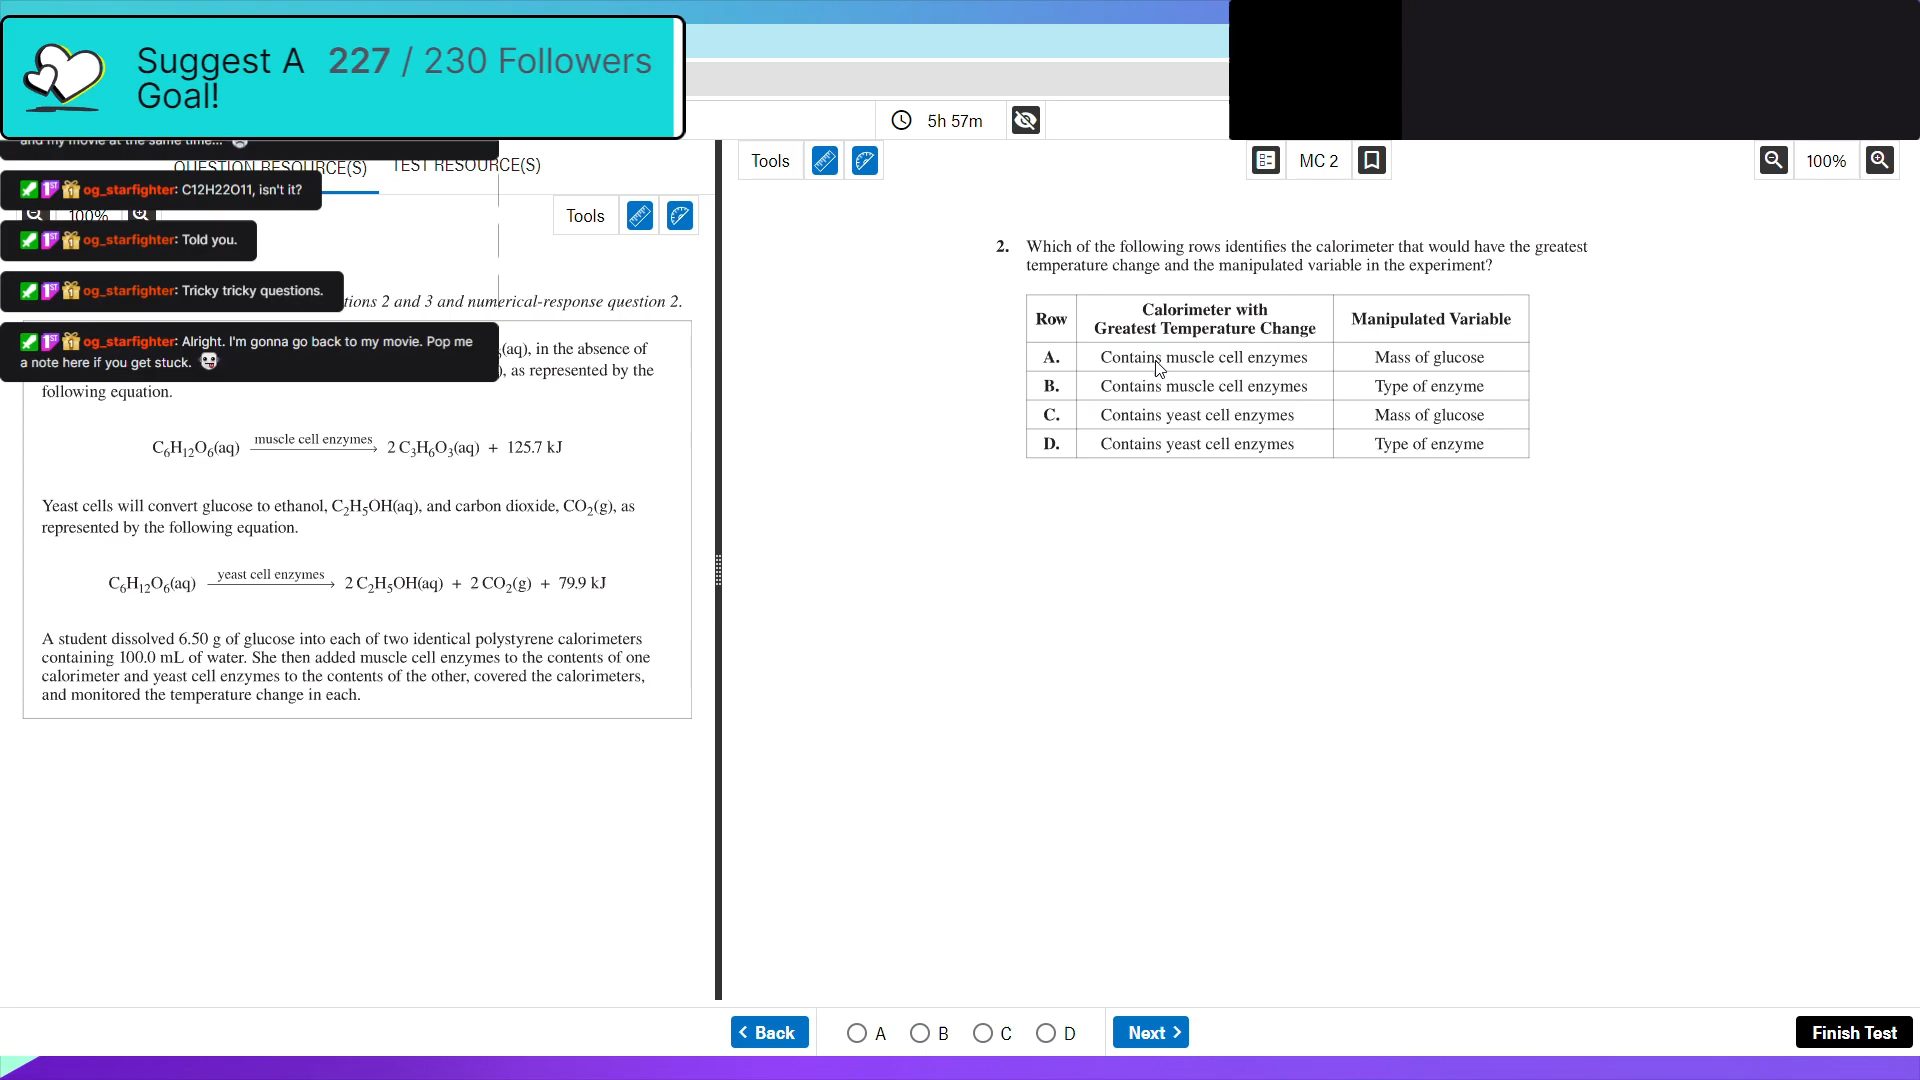 Suggest A
Goal!
227 / 230 Followers
5h 57m
and my movie at the same time...
QUESTION RESOURCE(S)
TEST RESOURCE(S)
og_starfighter: C12H22O11, isn't it?
100%
Tools
og_starfighter: Told you.
og_starfighter: Tricky tricky questions.
tions 2 and 3 and numerical-response question 2.
og_starfighter: Alright. I'm gonna go back to my movie. Pop me
a note here if you get stuck.
(aq), in the absence of
), as represented by the
following equation.
C₆H₁₂O₆(aq) muscle cell enzymes → 2 C₃H₆O₃(aq) + 125.7 kJ
Yeast cells will convert glucose to ethanol, C₂H₅OH(aq), and carbon dioxide, CO₂(g), as
represented by the following equation.
C₆H₁₂O₆(aq) yeast cell enzymes → 2 C₂H₅OH(aq) + 2 CO₂(g) + 79.9 kJ
A student dissolved 6.50 g of glucose into each of two identical polystyrene calorimeters
containing 100.0 mL of water. She then added muscle cell enzymes to the contents of one
calorimeter and yeast cell enzymes to the contents of the other, covered the calorimeters,
and monitored the temperature change in each.
Tools
MC 2
100%
2. Which of the following rows identifies the calorimeter that would have the greatest
temperature change and the manipulated variable in the experiment?
Row
Calorimeter with
Greatest Temperature Change
Manipulated Variable
A. Contains muscle cell enzymes Mass of glucose
B. Contains muscle cell enzymes Type of enzyme
C. Contains yeast cell enzymes Mass of glucose
D. Contains yeast cell enzymes Type of enzyme
Back
A
B
C
D
Next
Finish Test